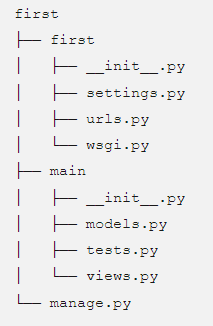 first
├── first
│   ├── __init__.py
│   ├── settings.py
│   ├── urls.py
│   └── wsgi.py
├── main
│   ├── __init__.py
│   ├── models.py
│   ├── tests.py
│   └── views.py
└── manage.py